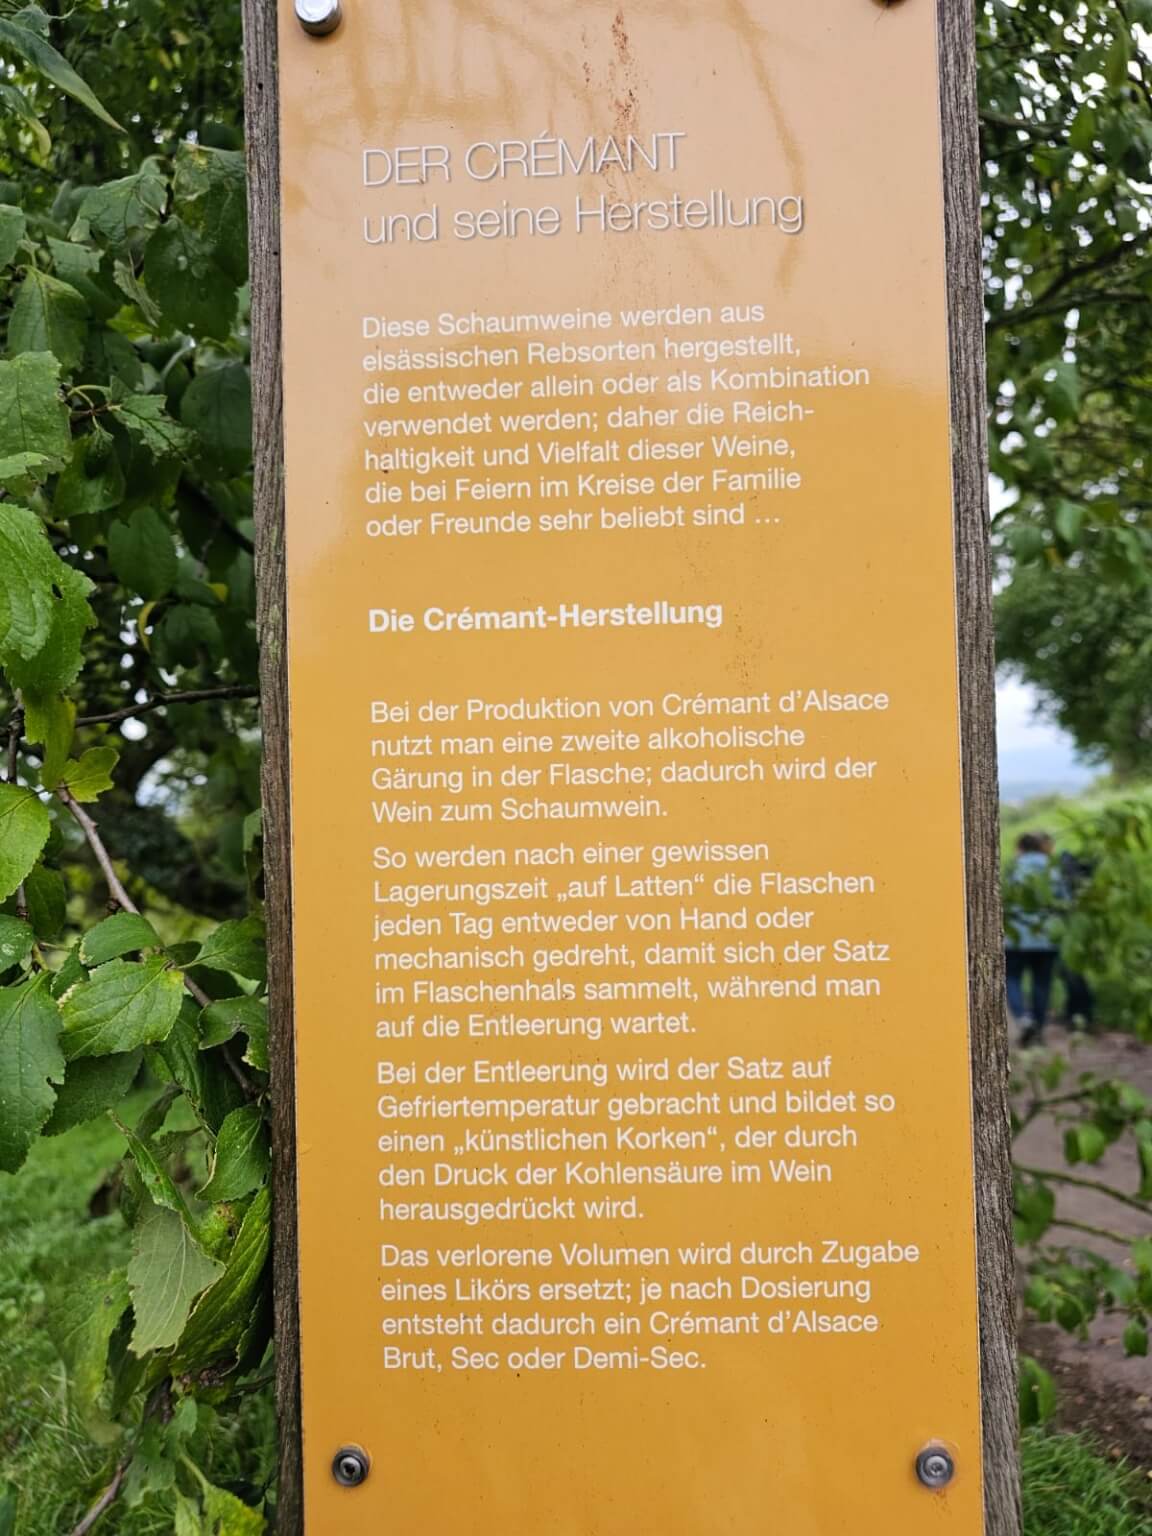 DER CRÉMANT
und seine Herstellung
Diese Schaumweine werden aus
elsässischen Rebsorten hergestellt,
die entweder allein oder als Kombination
verwendet werden; daher die Reich-
haltigkeit und Vielfalt dieser Weine,
die bei Feiern im Kreise der Familie
oder Freunde sehr beliebt sind ...
Die Crémant-Herstellung
Bei der Produktion von Crémant d'Alsace
nutzt man eine zweite alkoholische
Gärung in der Flasche; dadurch wird der
Wein zum Schaumwein.
So werden nach einer gewissen
Lagerungszeit „auf Latten“ die Flaschen
jeden Tag entweder von Hand oder
mechanisch gedreht, damit sich der Satz
im Flaschenhals sammelt, während man
auf die Entleerung wartet.
Bei der Entleerung wird der Satz auf
Gefriertemperatur gebracht und bildet so
einen „künstlichen Korken“, der durch
den Druck der Kohlensäure im Wein
herausgedrückt wird.
Das verlorene Volumen wird durch Zugabe
eines Likörs ersetzt; je nach Dosierung
entsteht dadurch ein Crémant d'Alsace
Brut, Sec oder Demi-Sec.